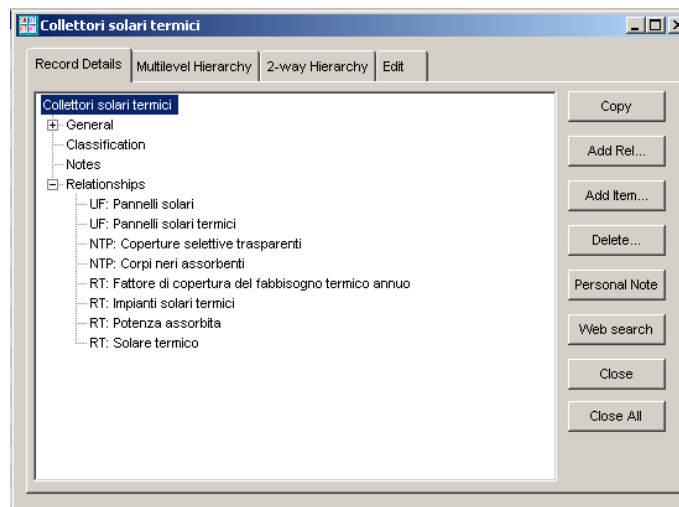 Collettori solari termici
Record Details Multilevel Hierarchy 2-way Hierarchy Edit
Collettori solari termici
General
Classification
Notes
Relationships
UF: Pannelli solari
UF: Pannelli solari termici
NTP: Coperture selettive trasparenti
NTP: Corpi neri assorbenti
RT: Fattore di copertura del fabbisogno termico annuo
RT: Impianti solari termici
RT: Potenza assorbita
RT: Solare termico
Copy
Add Rel...
Add Item...
Delete...
Personal Note
Web search
Close
Close All